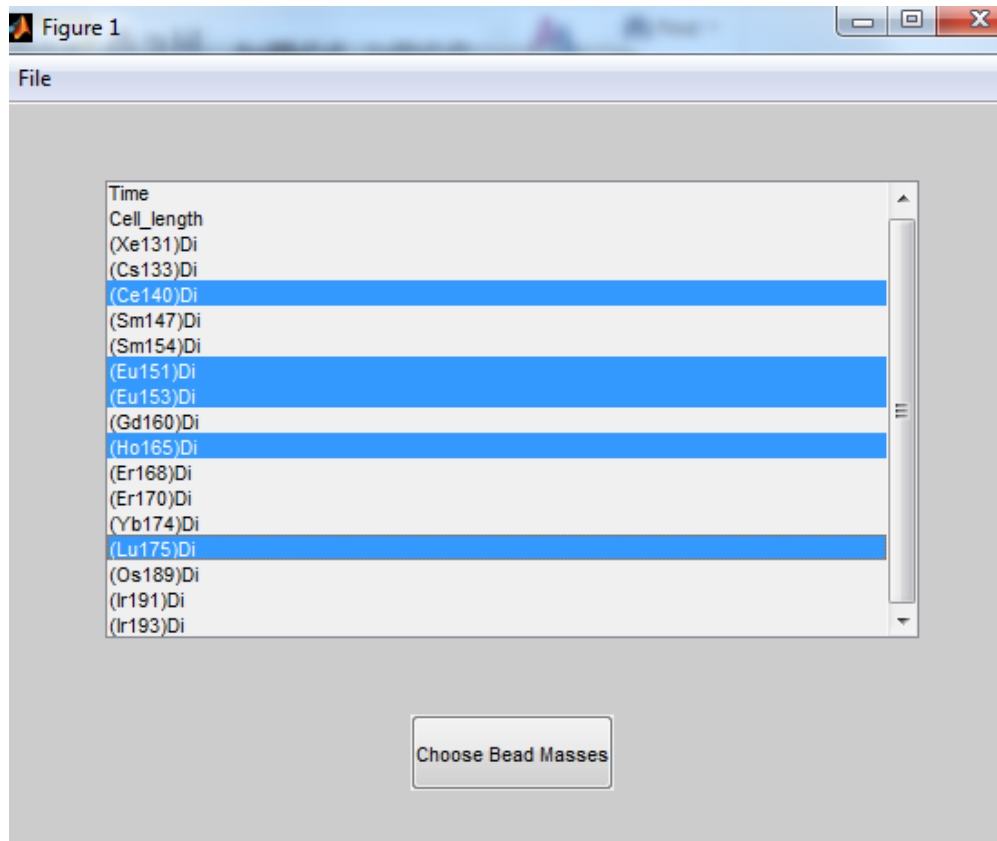 Figure 1
File
Time
Cell_length
(Xe131)Di
(Cs133)Di
(Ce140)Di
(Sm147)Di
(Sm154)Di
(Eu151)Di
(Eu153)Di
(Gd160)Di
(Ho165)Di
(Er168)Di
(Er170)Di
(Yb174)Di
(Lu175)Di
(Os189)Di
(Ir191)Di
(Ir193)Di
Choose Bead Masses